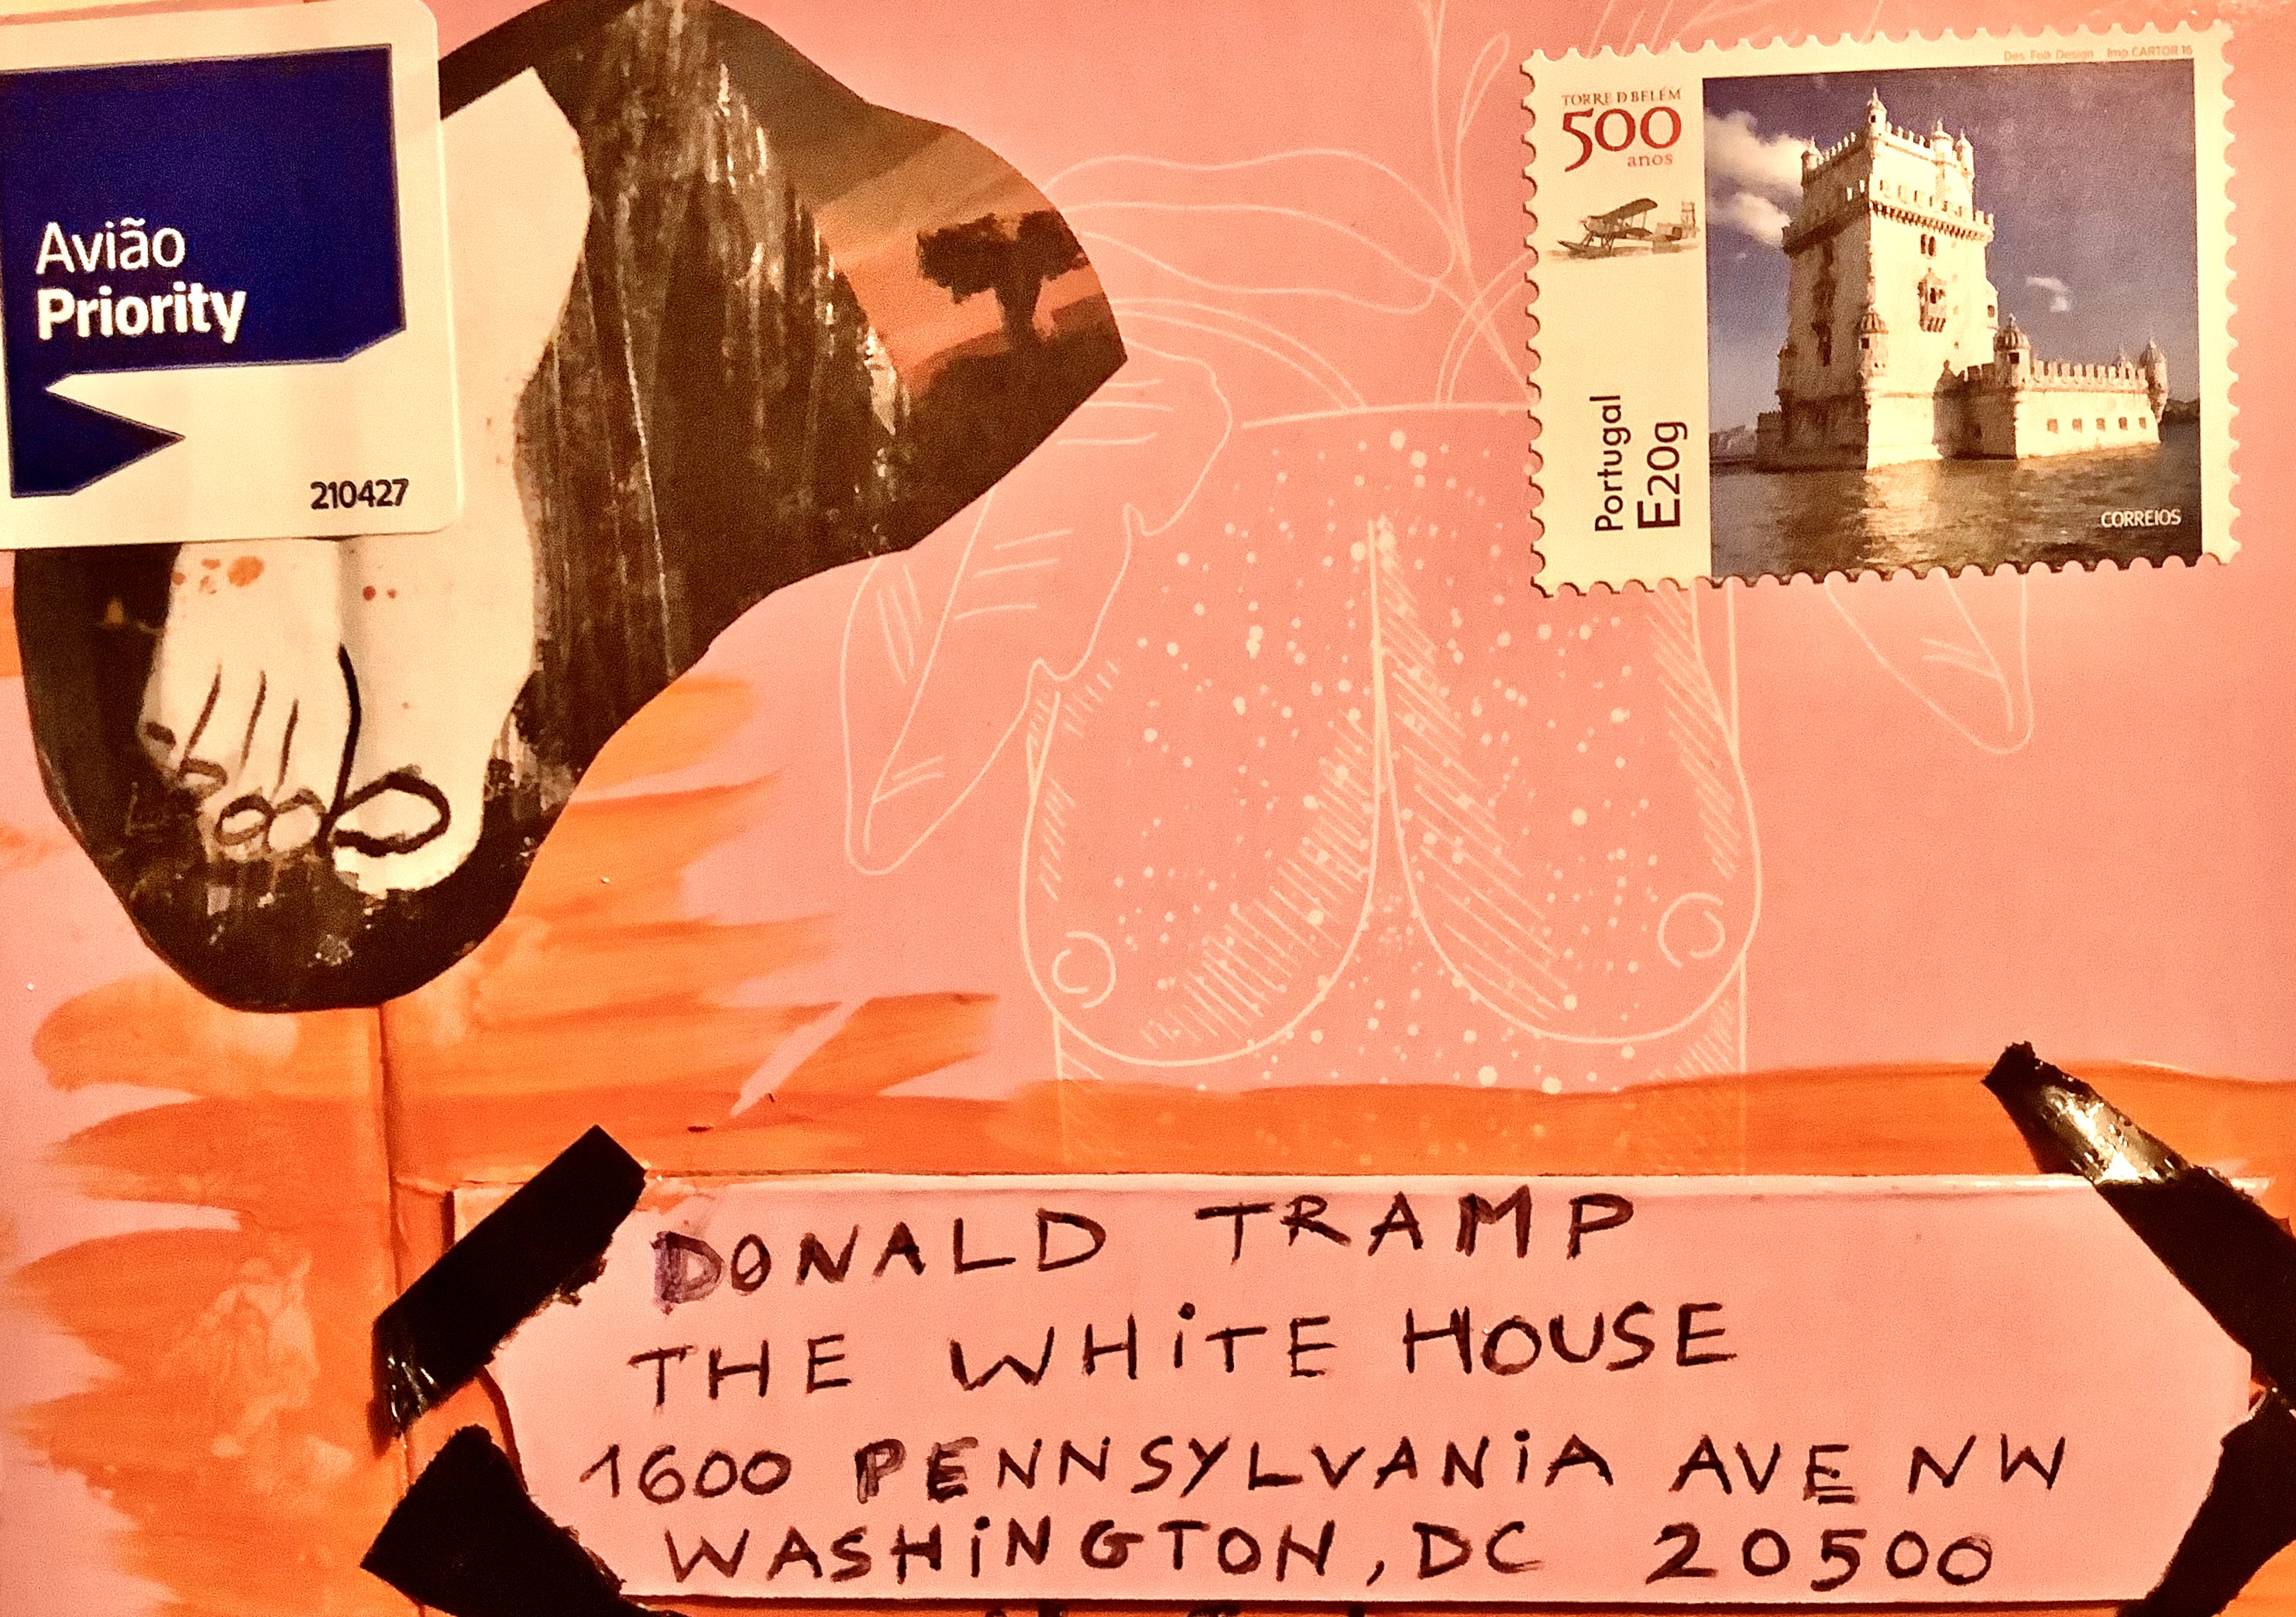 Avião
Priority
210427
Des. Folk Design Imp. CARTOR 16
TORRE D BELÉM
500
anos
Portugal
E20g
CORREIOS
DONALD TRAMP
THE WHiTE HOUSE
1600 PENNSYLVANiA AVE NW
WASHiNGTON, DC 20500